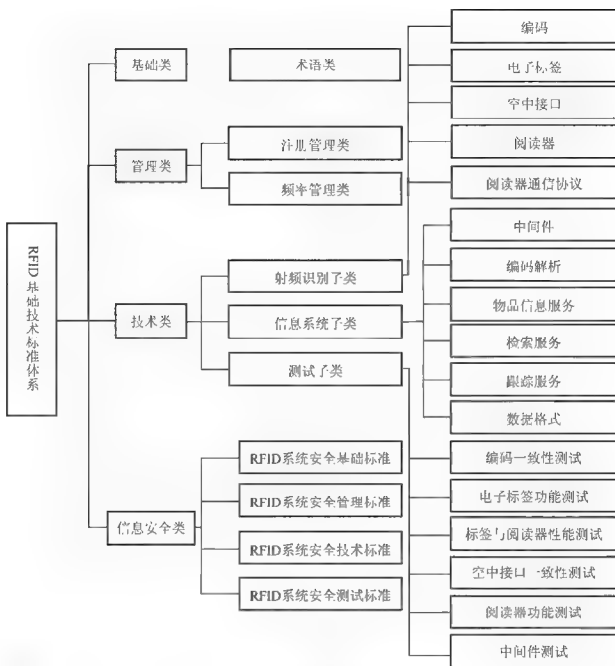 RFID基础技术标准体系
基础类
术语类
管理类
注册管理类
频率管理类
技术类
射频识别子类
编码
电子标签
空中接口
阅读器
阅读器通信协议
信息系统子类
中间件
编码解析
物品信息服务
检索服务
跟踪服务
数据格式
测试子类
编码一致性测试
电子标签功能测试
标签与阅读器性能测试
空中接口一致性测试
阅读器功能测试
中间件测试
信息安全类
RFID系统安全基础标准
RFID系统安全管理标准
RFID系统安全技术标准
RFID系统安全测试标准